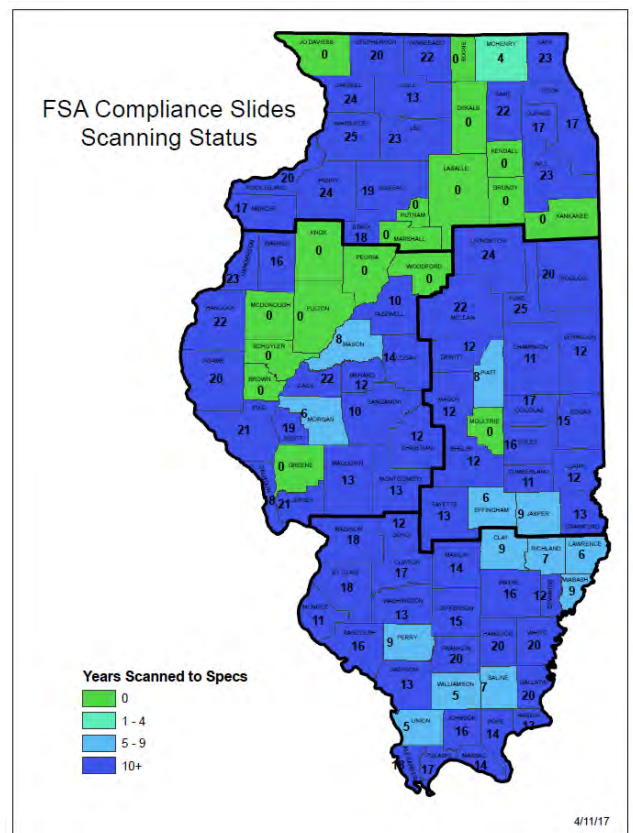 FSA Compliance Slides
Scanning Status
JO DAVIESS
0
STEPHENSON
20
WINNEBAGO
22
BOONE
0
MCHENRY
4
LAKE
23
CARROLL
24
OGLE
13
DEKALB
0
KANE
22
COOK
17
DUPAGE
17
WHITESIDE
25
LEE
23
KENDALL
0
WILL
23
ROCK ISLAND
20
HENRY
24
BUREAU
19
LASALLE
0
GRUNDY
0
KANKAKEE
0
MERCER
17
PUTNAM
0
STARK
18
MARSHALL
0
KNOX
0
PEORIA
0
WOODFORD
0
LIVINGSTON
24
IROQUOIS
20
HENDERSON
23
WARREN
16
FORD
25
HANCOCK
22
MCDONOUGH
0
FULTON
0
TAZEWELL
10
MCLEAN
22
MASON
8
LOGAN
14
DEWITT
12
CHAMPAIGN
11
VERMILION
12
SCHUYLER
0
ADAMS
20
BROWN
0
CASS
22
MENARD
12
PIATT
8
MACON
12
DOUGLAS
17
EDGAR
15
PIKE
21
SCOTT
19
MORGAN
6
SANGAMON
10
CHRISTIAN
12
MOULTRIE
0
COLES
16
SHELBY
12
GREENE
0
MACOUPIN
13
MONTGOMERY
13
CUMBERLAND
11
CLARK
12
CALHOUN
18
JERSEY
21
FAYETTE
13
EFFINGHAM
6
JASPER
9
CRAWFORD
13
MADISON
18
BOND
12
CLINTON
17
MARION
14
CLAY
9
RICHLAND
7
LAWRENCE
6
ST CLAIR
18
WASHINGTON
13
JEFFERSON
15
WAYNE
16
EDWARDS
12
WABASH
9
MONROE
11
RANDOLPH
16
PERRY
9
FRANKLIN
20
HAMILTON
20
WHITE
20
JACKSON
13
WILLIAMSON
5
SALINE
7
GALLATIN
20
UNION
5
JOHNSON
16
POPE
14
HARDIN
ALEXANDER
PULASKI
17
MASSAC
14
Years Scanned to Specs
0
1 - 4
5 - 9
10+
4/11/17